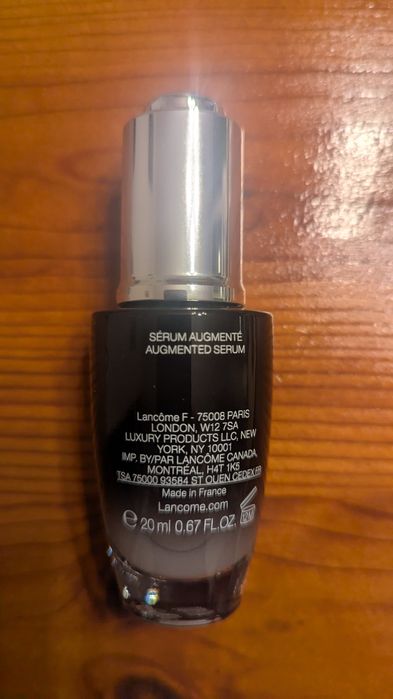 SÉRUM AUGMENTÉ
AUGMENTED SERUM
Lancôme F - 75008 PARIS
LONDON, W12 7SA
LUXURY PRODUCTS LLC, NEW
YORK, NY 10001
IMP. BY/PAR LANCÔME CANADA,
MONTRÉAL, H4T 1K5
TSA 75000 93584 ST OUEN CEDEX FR
Made in France
Lancome.com
℮ 20 ml 0.67 FL.OZ.